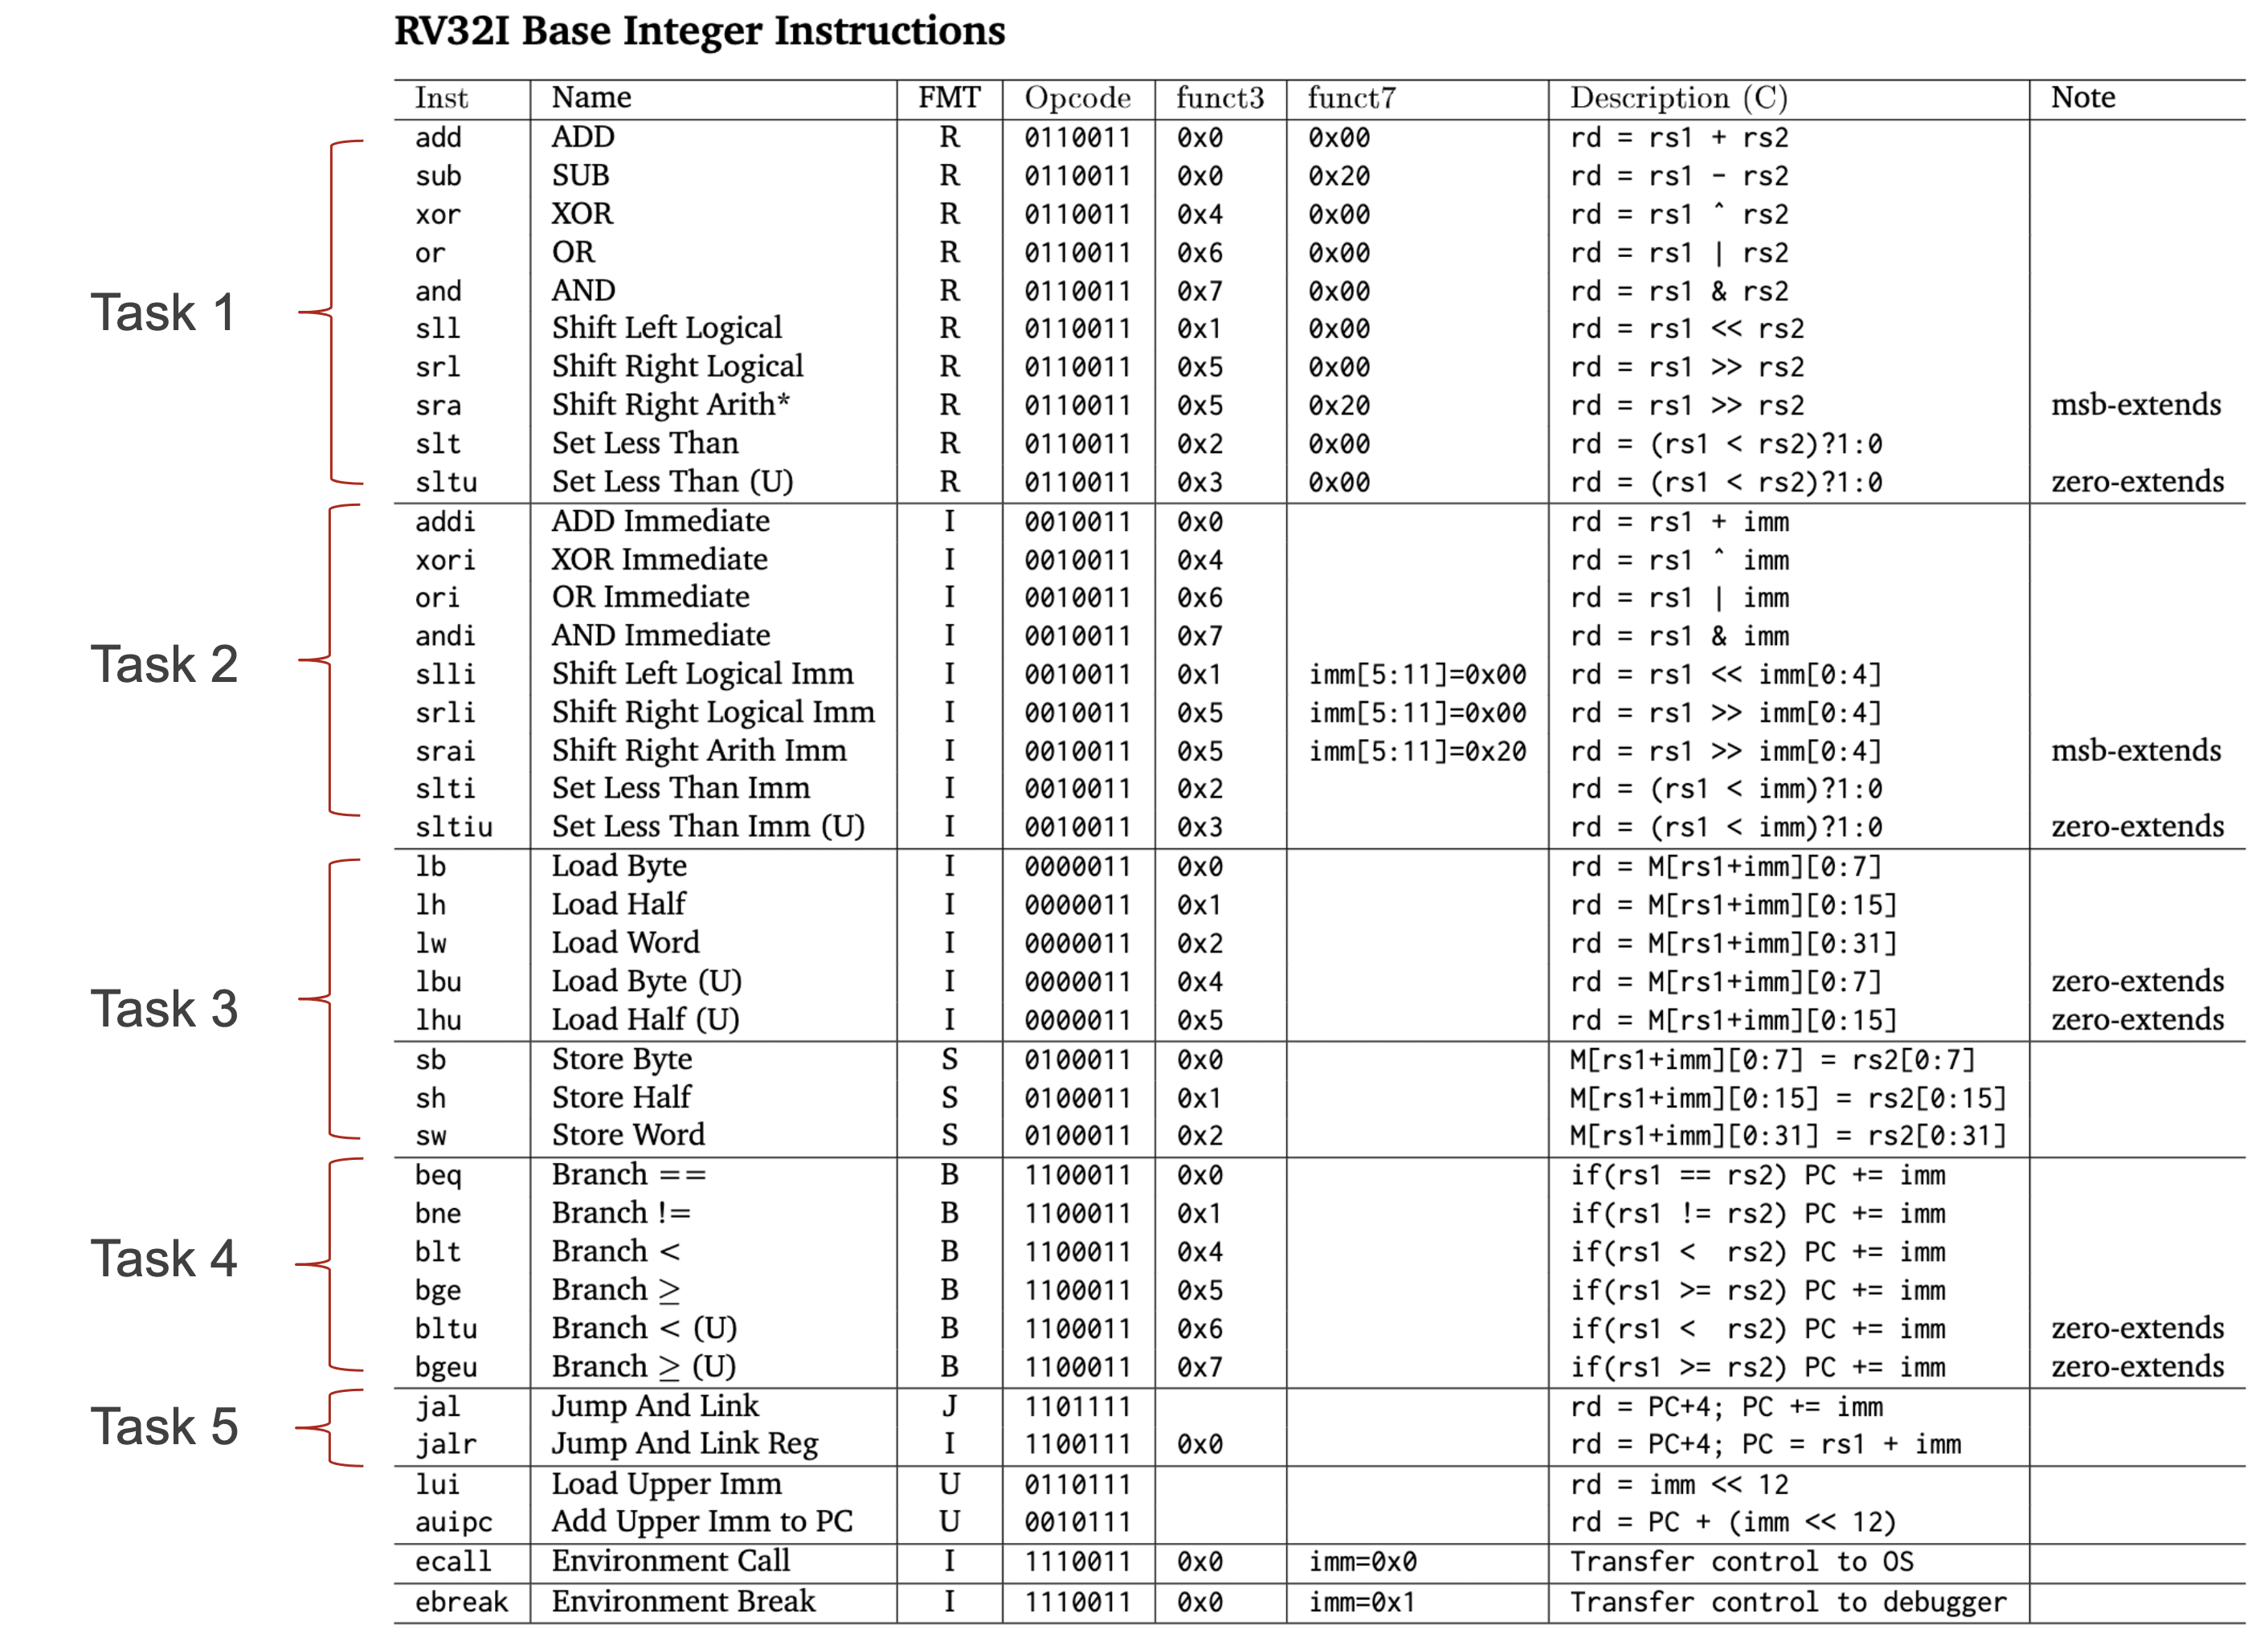 RV32I Base Integer Instructions
Inst Name FMT Opcode funct3 funct7 Description (C) Note
add ADD R 0110011 0x0 0x00 rd = rs1 + rs2
sub SUB R 0110011 0x0 0x20 rd = rs1 - rs2
xor XOR R 0110011 0x4 0x00 rd = rs1 ^ rs2
or OR R 0110011 0x6 0x00 rd = rs1 | rs2
and AND R 0110011 0x7 0x00 rd = rs1 & rs2
Task 1
sll Shift Left Logical R 0110011 0x1 0x00 rd = rs1 << rs2
srl Shift Right Logical R 0110011 0x5 0x00 rd = rs1 >> rs2
sra Shift Right Arith* R 0110011 0x5 0x20 rd = rs1 >> rs2 msb-extends
slt Set Less Than R 0110011 0x2 0x00 rd = (rs1 < rs2)?1:0
sltu Set Less Than (U) R 0110011 0x3 0x00 rd = (rs1 < rs2)?1:0 zero-extends
addi ADD Immediate I 0010011 0x0 rd = rs1 + imm
xori XOR Immediate I 0010011 0x4 rd = rs1 ^ imm
ori OR Immediate I 0010011 0x6 rd = rs1 | imm
andi AND Immediate I 0010011 0x7 rd = rs1 & imm
Task 2
slli Shift Left Logical Imm I 0010011 0x1 imm[5:11]=0x00 rd = rs1 << imm[0:4]
srli Shift Right Logical Imm I 0010011 0x5 imm[5:11]=0x00 rd = rs1 >> imm[0:4]
srai Shift Right Arith Imm I 0010011 0x5 imm[5:11]=0x20 rd = rs1 >> imm[0:4] msb-extends
slti Set Less Than Imm I 0010011 0x2 rd = (rs1 < imm)?1:0
sltiu Set Less Than Imm (U) I 0010011 0x3 rd = (rs1 < imm)?1:0 zero-extends
lb Load Byte I 0000011 0x0 rd = M[rs1+imm][0:7]
lh Load Half I 0000011 0x1 rd = M[rs1+imm][0:15]
lw Load Word I 0000011 0x2 rd = M[rs1+imm][0:31]
lbu Load Byte (U) I 0000011 0x4 rd = M[rs1+imm][0:7] zero-extends
Task 3
lhu Load Half (U) I 0000011 0x5 rd = M[rs1+imm][0:15] zero-extends
sb Store Byte S 0100011 0x0 M[rs1+imm][0:7] = rs2[0:7]
sh Store Half S 0100011 0x1 M[rs1+imm][0:15] = rs2[0:15]
sw Store Word S 0100011 0x2 M[rs1+imm][0:31] = rs2[0:31]
beq Branch == B 1100011 0x0 if(rs1 == rs2) PC += imm
bne Branch != B 1100011 0x1 if(rs1 != rs2) PC += imm
blt Branch < B 1100011 0x4 if(rs1 < rs2) PC += imm
Task 4
bge Branch ≥ B 1100011 0x5 if(rs1 >= rs2) PC += imm
bltu Branch < (U) B 1100011 0x6 if(rs1 < rs2) PC += imm zero-extends
bgeu Branch ≥ (U) B 1100011 0x7 if(rs1 >= rs2) PC += imm zero-extends
jal Jump And Link J 1101111 rd = PC+4; PC += imm
Task 5
jalr Jump And Link Reg I 1100111 0x0 rd = PC+4; PC = rs1 + imm
lui Load Upper Imm U 0110111 rd = imm << 12
auipc Add Upper Imm to PC U 0010111 rd = PC + (imm << 12)
ecall Environment Call I 1110011 0x0 imm=0x0 Transfer control to OS
ebreak Environment Break I 1110011 0x0 imm=0x1 Transfer control to debugger